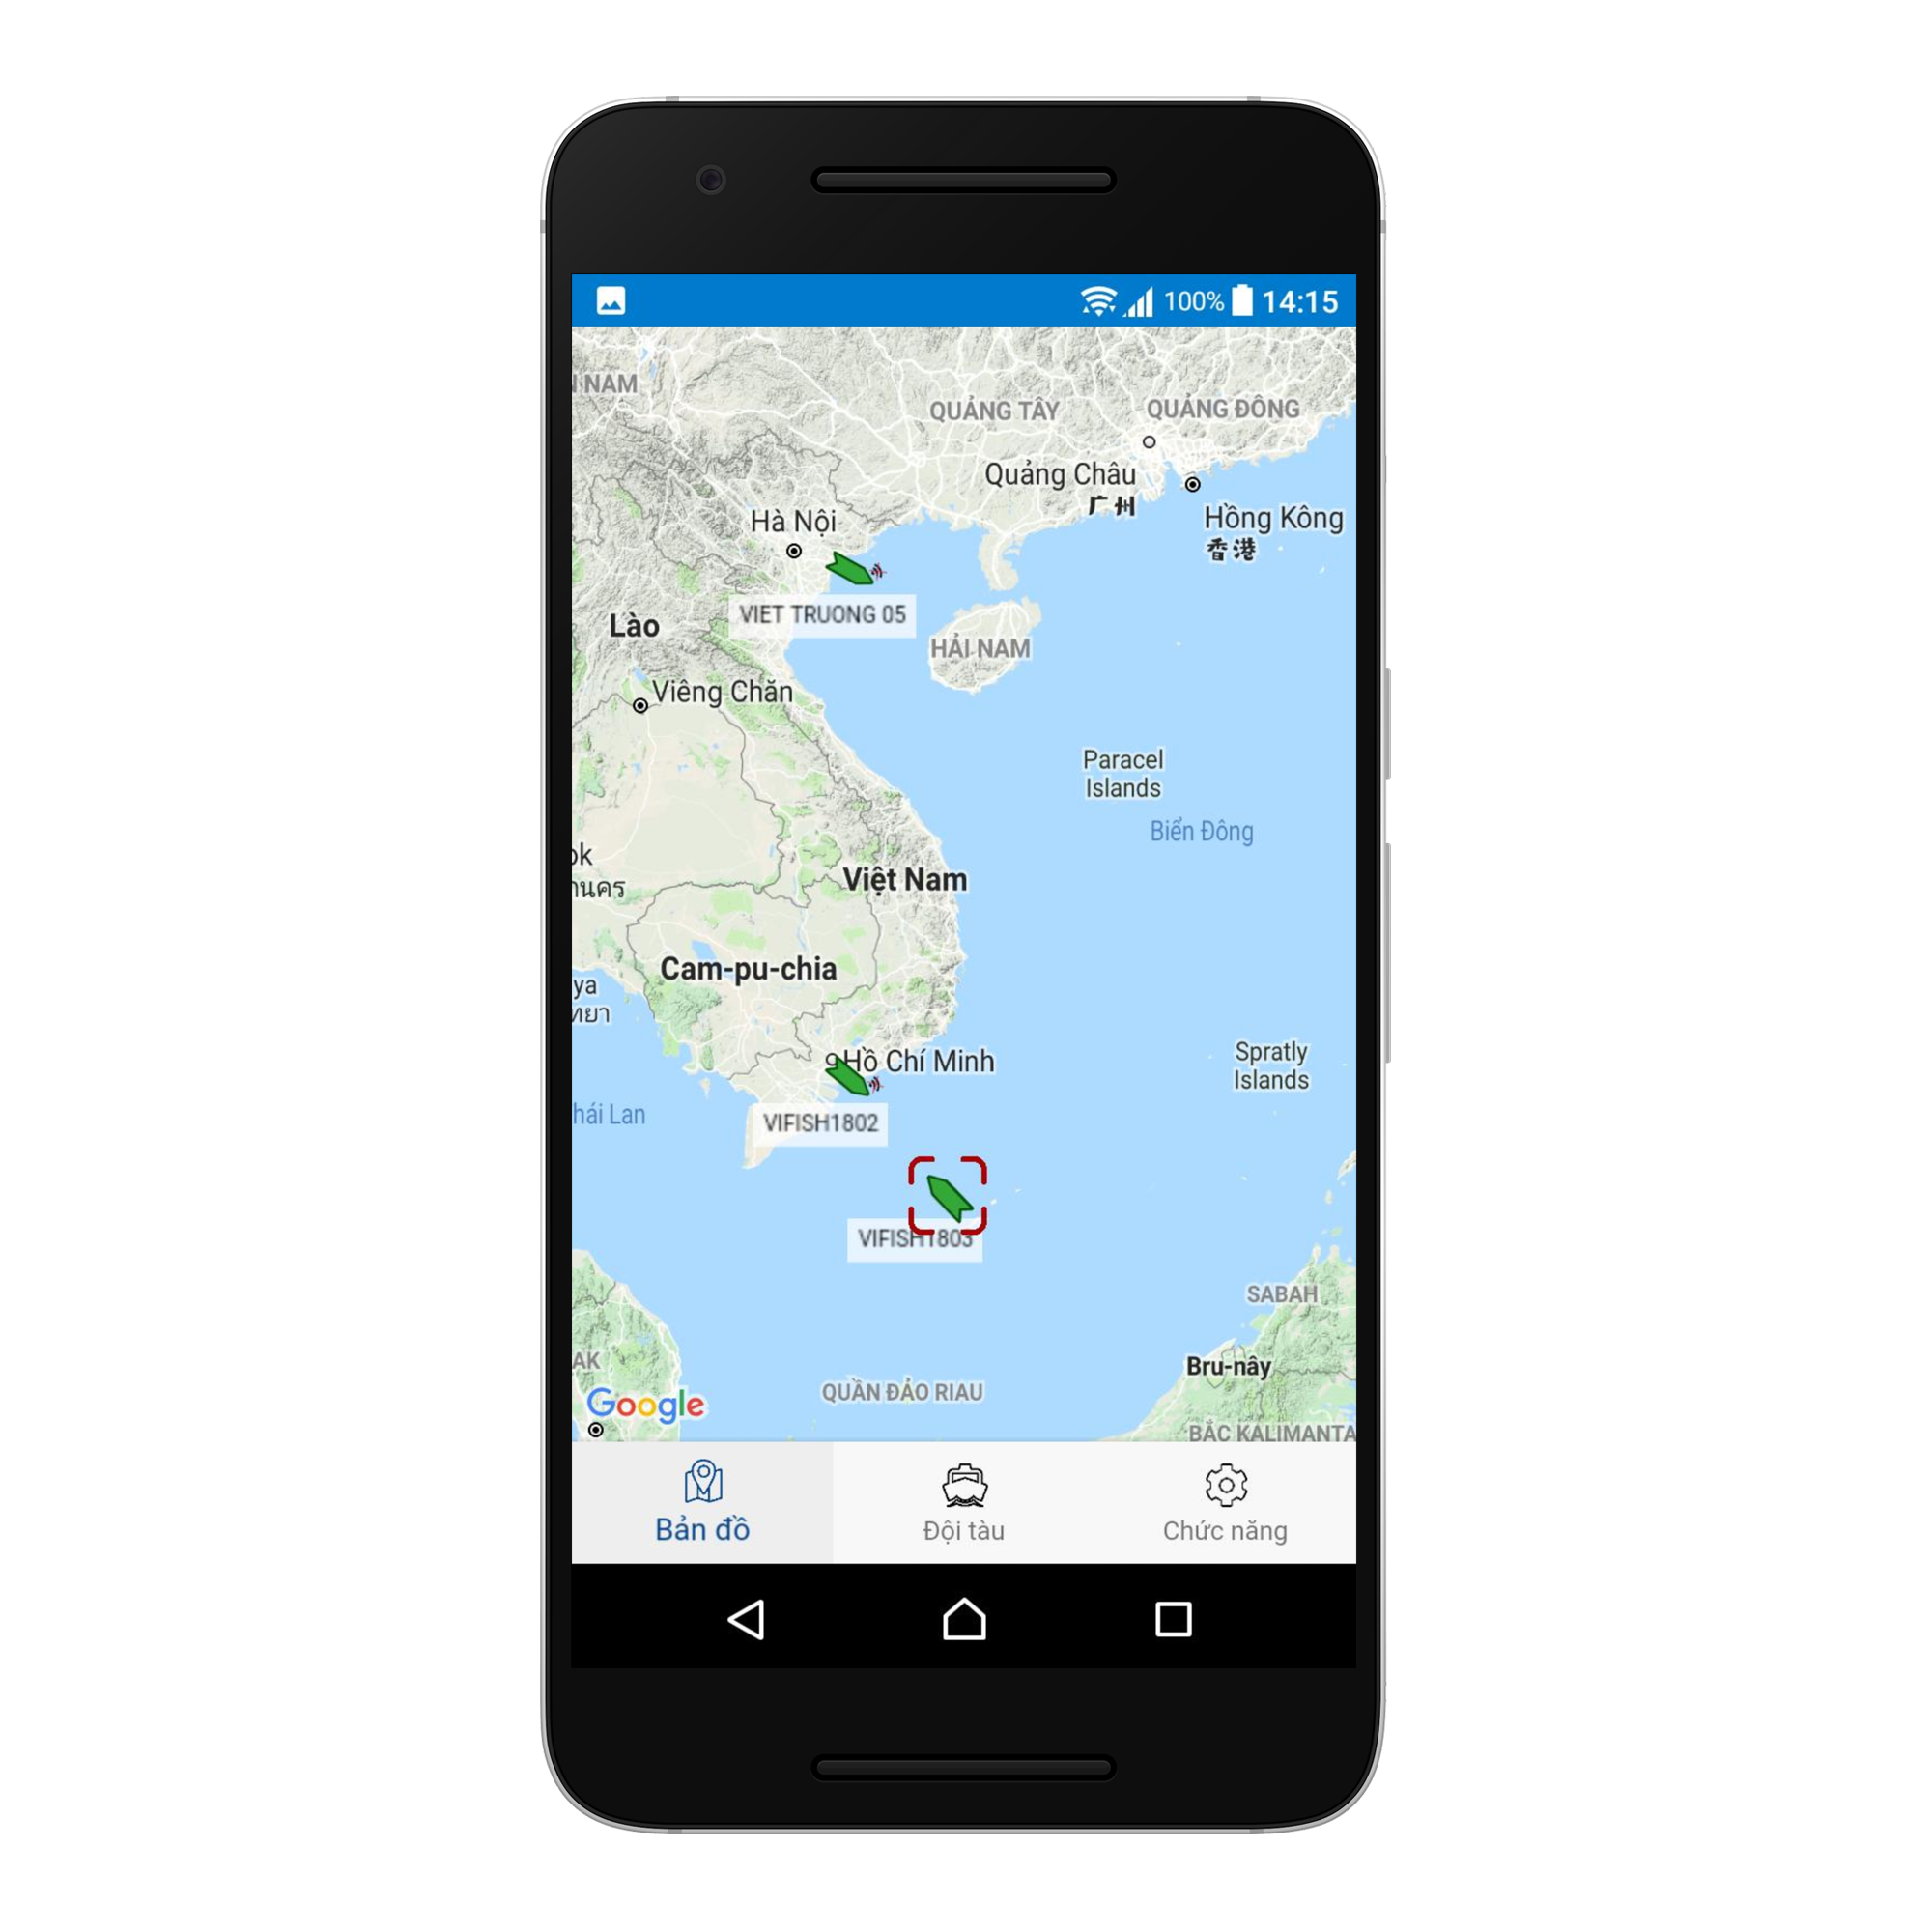 100% 14:15
NAM
QUẢNG TÂY
QUẢNG ĐÔNG
Quảng Châu
广州
Hà Nội
Hồng Kông
香港
VIET TRUONG 05
Lào
HẢI NAM
Viêng Chăn
Paracel
Islands
Biển Đông
ok
านคร
Việt Nam
Cam-pu-chia
ya
ทยา
Hồ Chí Minh
Spratly
Islands
hái Lan
VIFISH1802
VIFISH1803
SABAH
AK
Bru-nây
Google
QUẦN ĐẢO RIAU
BẮC KALIMANTA
Bản đồ
Đội tàu
Chức năng